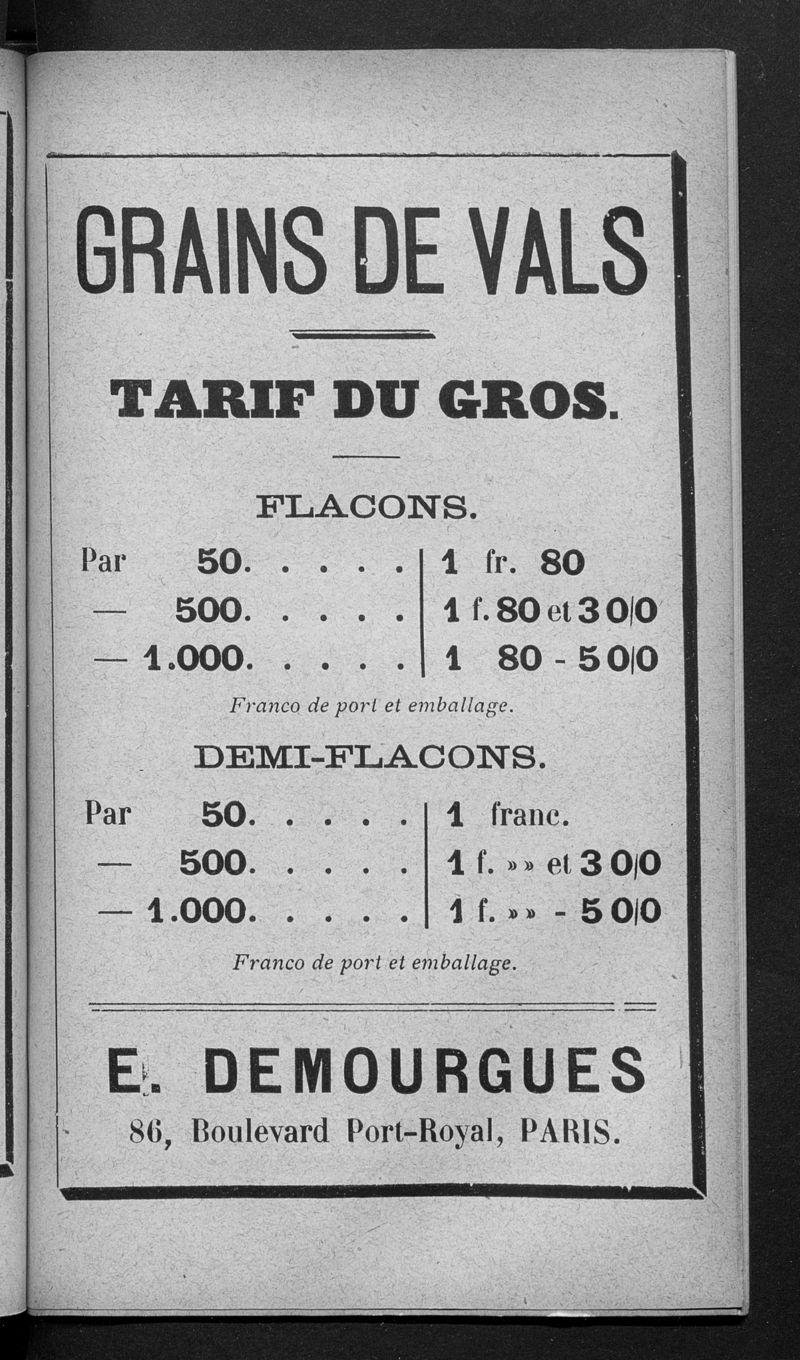 GRAINS DE VALS
TARIF DU GROS.
FLACONS.
Par 50. . . . . 1 fr. 80
— 500. . . . . 1 f. 80 et 3 0|0
— 1.000. . . . . 1 80 - 5 0|0
Franco de port et emballage.
DEMI-FLACONS.
Par 50. . . . . 1 franc.
— 500. . . . . 1 f. » » et 3 0|0
— 1.000. . . . . 1 f. » » - 5 0|0
Franco de port et emballage.
E. DEMOURGUES
86, Boulevard Port-Royal, PARIS.